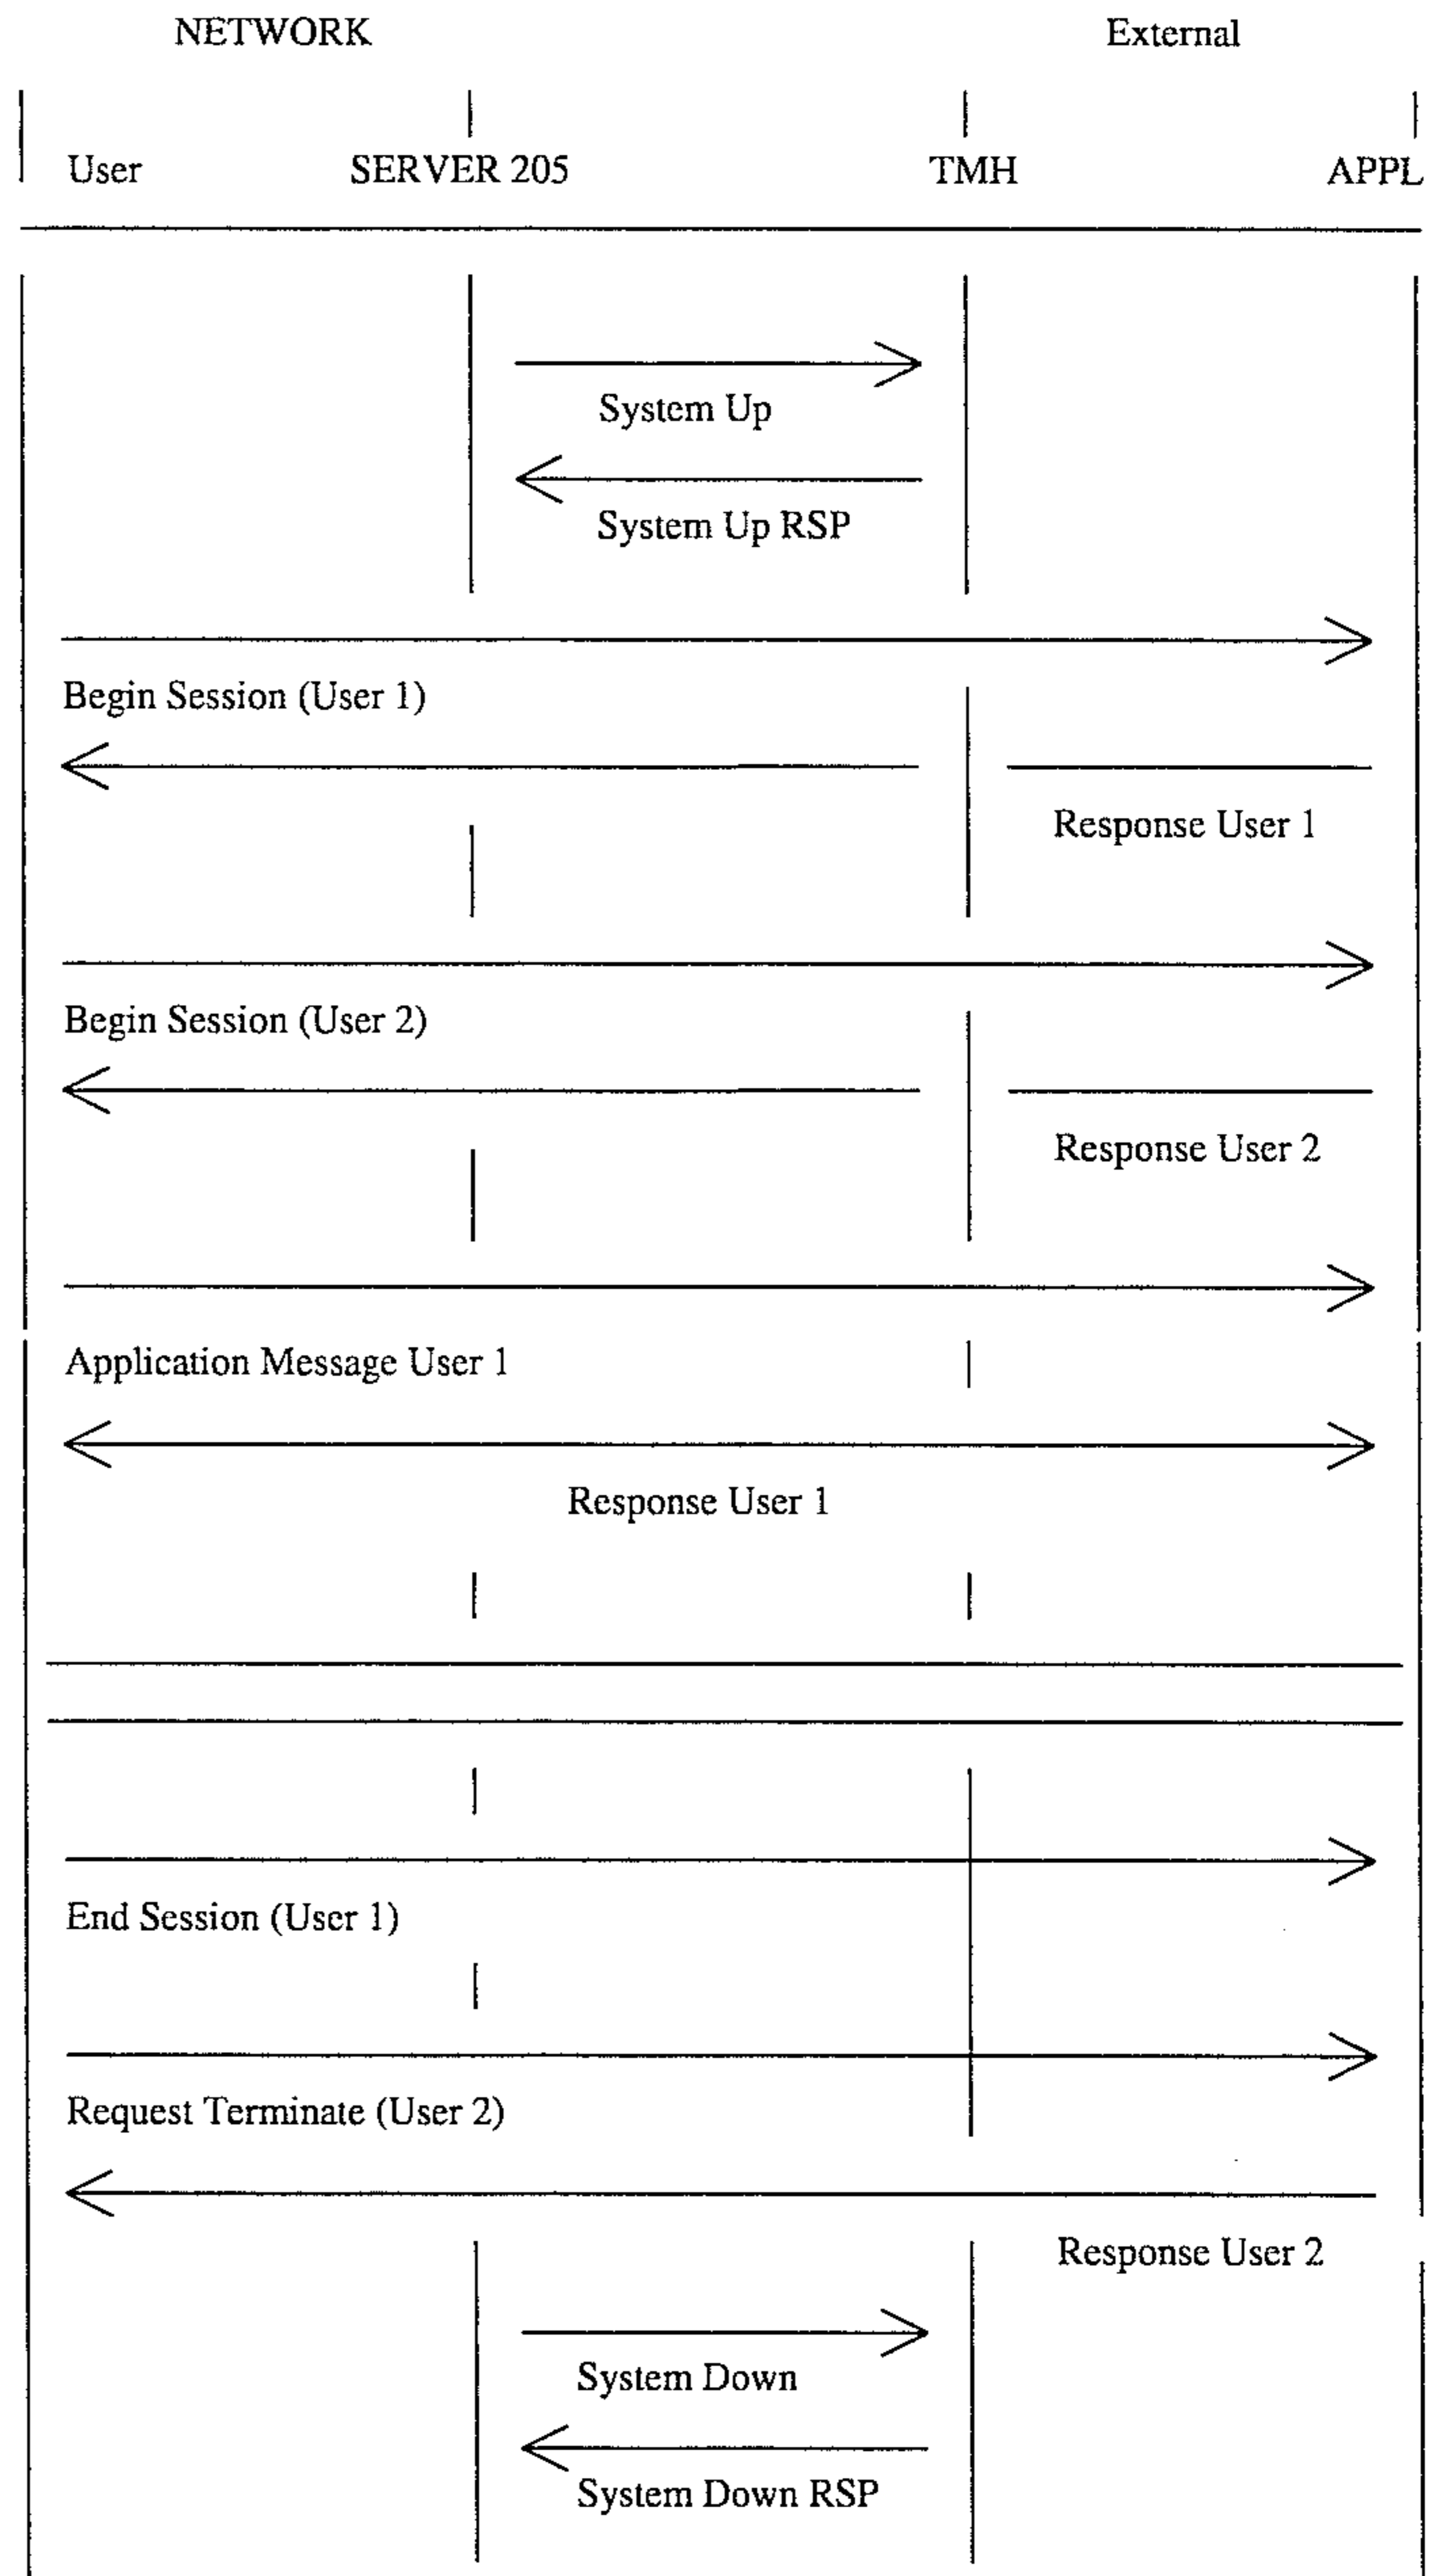 NETWORK External
User SERVER 205 TMH APPL
System Up
System Up RSP
Begin Session (User 1)
Response User 1
Begin Session (User 2)
Response User 2
Application Message User 1
Response User 1
End Session (User 1)
Request Terminate (User 2)
Response User 2
System Down
System Down RSP